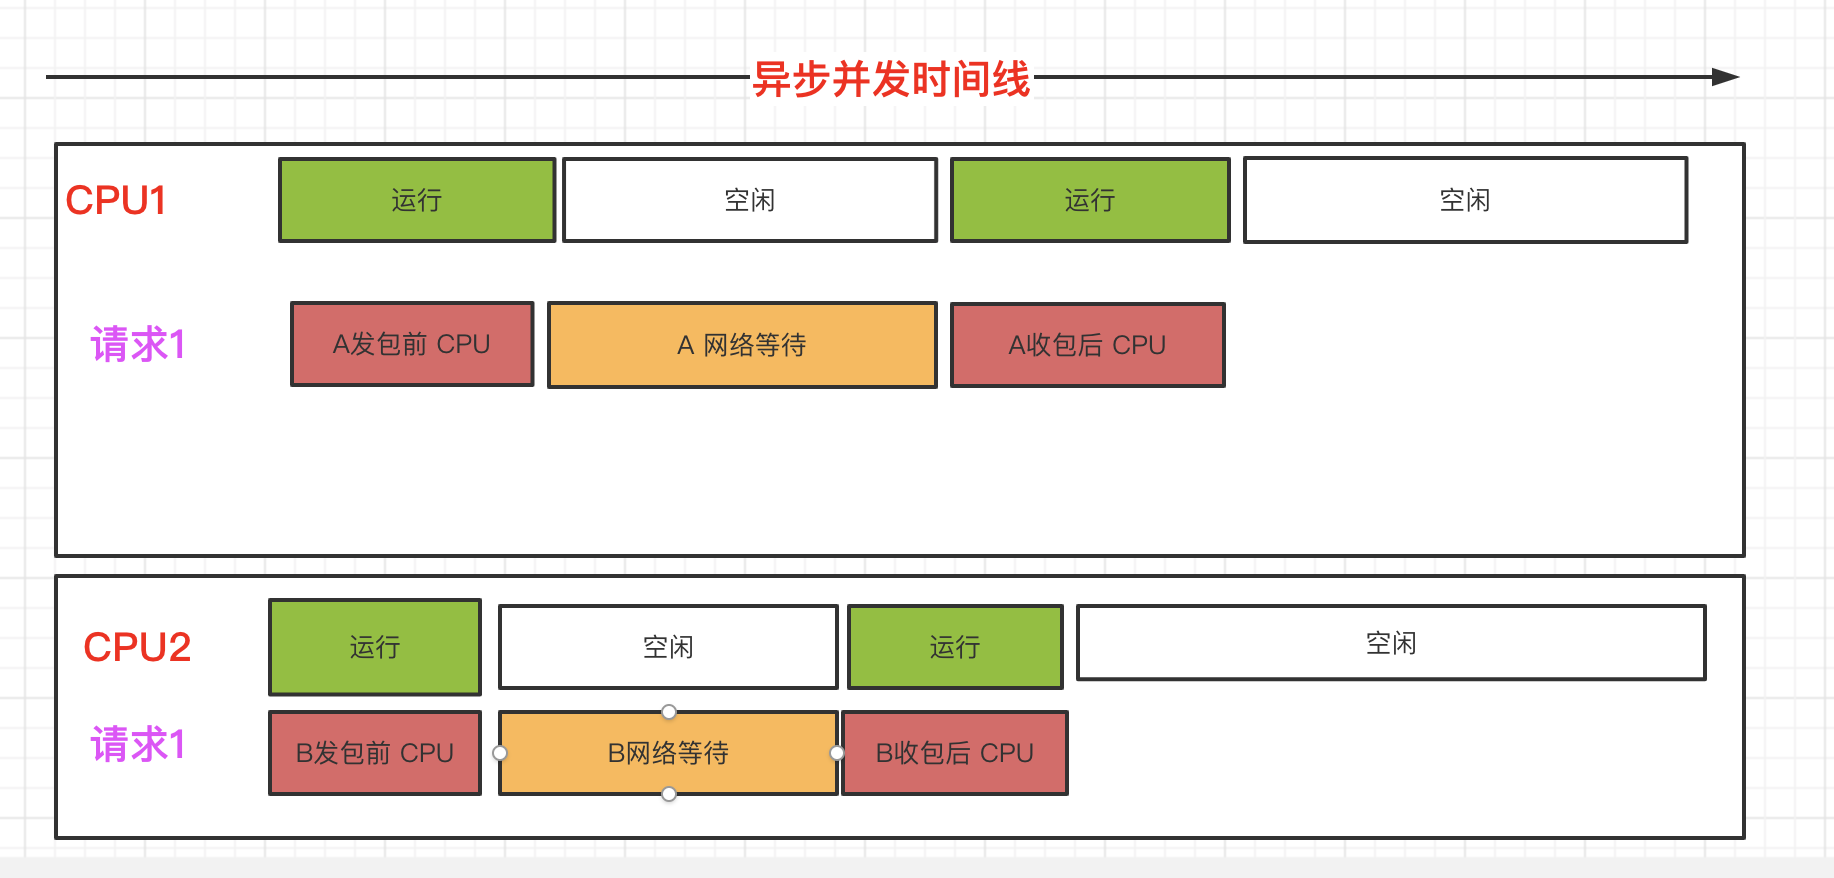 异步并发时间线
CPU1
运行
空闲
运行
空闲
请求1
A发包前 CPU
A 网络等待
A收包后 CPU
CPU2
运行
空闲
运行
空闲
请求1
B发包前 CPU
B网络等待
B收包后 CPU